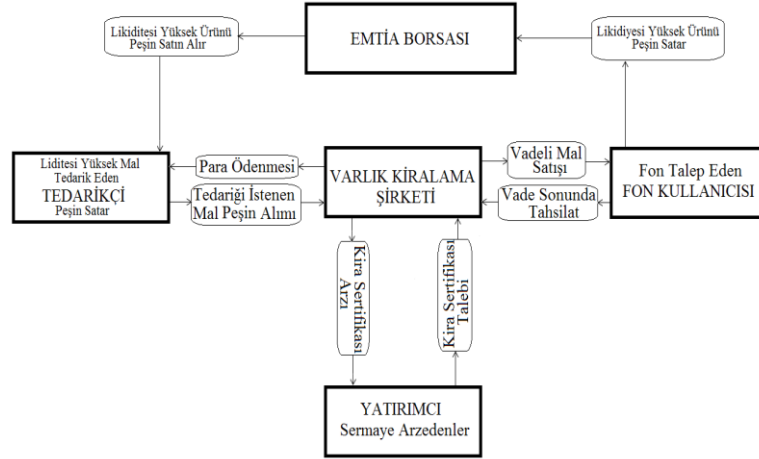 Likiditesi Yüksek Ürünü
Peşin Satın Alır
EMTİA BORSASI
Likidiyesi Yüksek Ürünü
Peşin Satar
Liditesi Yüksek Mal
Tedarik Eden
TEDARİKÇİ
Peşin Satar
Para Ödenmesi
Tedariği İstenen
Mal Peşin Alımı
VARLIK KİRALAMA
ŞİRKETİ
Vadeli Mal
Satışı
Vade Sonunda
Tahsilat
Fon Talep Eden
FON KULLANICISI
Kira Sertifikası
Arzı
Kira Sertifikası
Talebi
YATIRIMCI
Sermaye Arzedenler